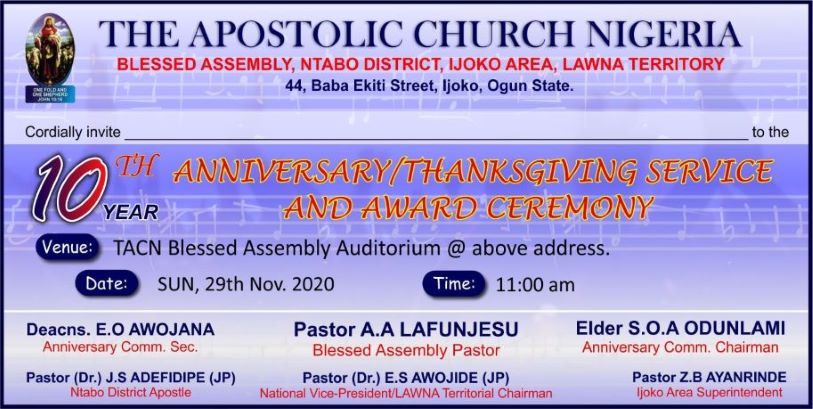 THE APOSTOLIC CHURCH NIGERIA
BLESSED ASSEMBLY, NTABO DISTRICT, IJOKO AREA, LAWNA TERRITORY
44, Baba Ekiti Street, Ijoko, Ogun State.
ONE FOLD AND
ONE SHEPHERD
JOHN 10:16
Cordially invite ______ to the
10TH YEAR
ANNIVERSARY/THANKSGIVING SERVICE
AND AWARD CEREMONY
Venue: TACN Blessed Assembly Auditorium @ above address.
Date: SUN, 29th Nov. 2020 Time: 11:00 am
Deacns. E.O AWOJANA
Anniversary Comm. Sec.
Pastor A.A LAFUNJESU
Blessed Assembly Pastor
Elder S.O.A ODUNLAMI
Anniversary Comm. Chairman
Pastor (Dr.) J.S ADEFIDIPE (JP)
Ntabo District Apostle
Pastor (Dr.) E.S AWOJIDE (JP)
National Vice-President/LAWNA Territorial Chairman
Pastor Z.B AYANRINDE
Ijoko Area Superintendent